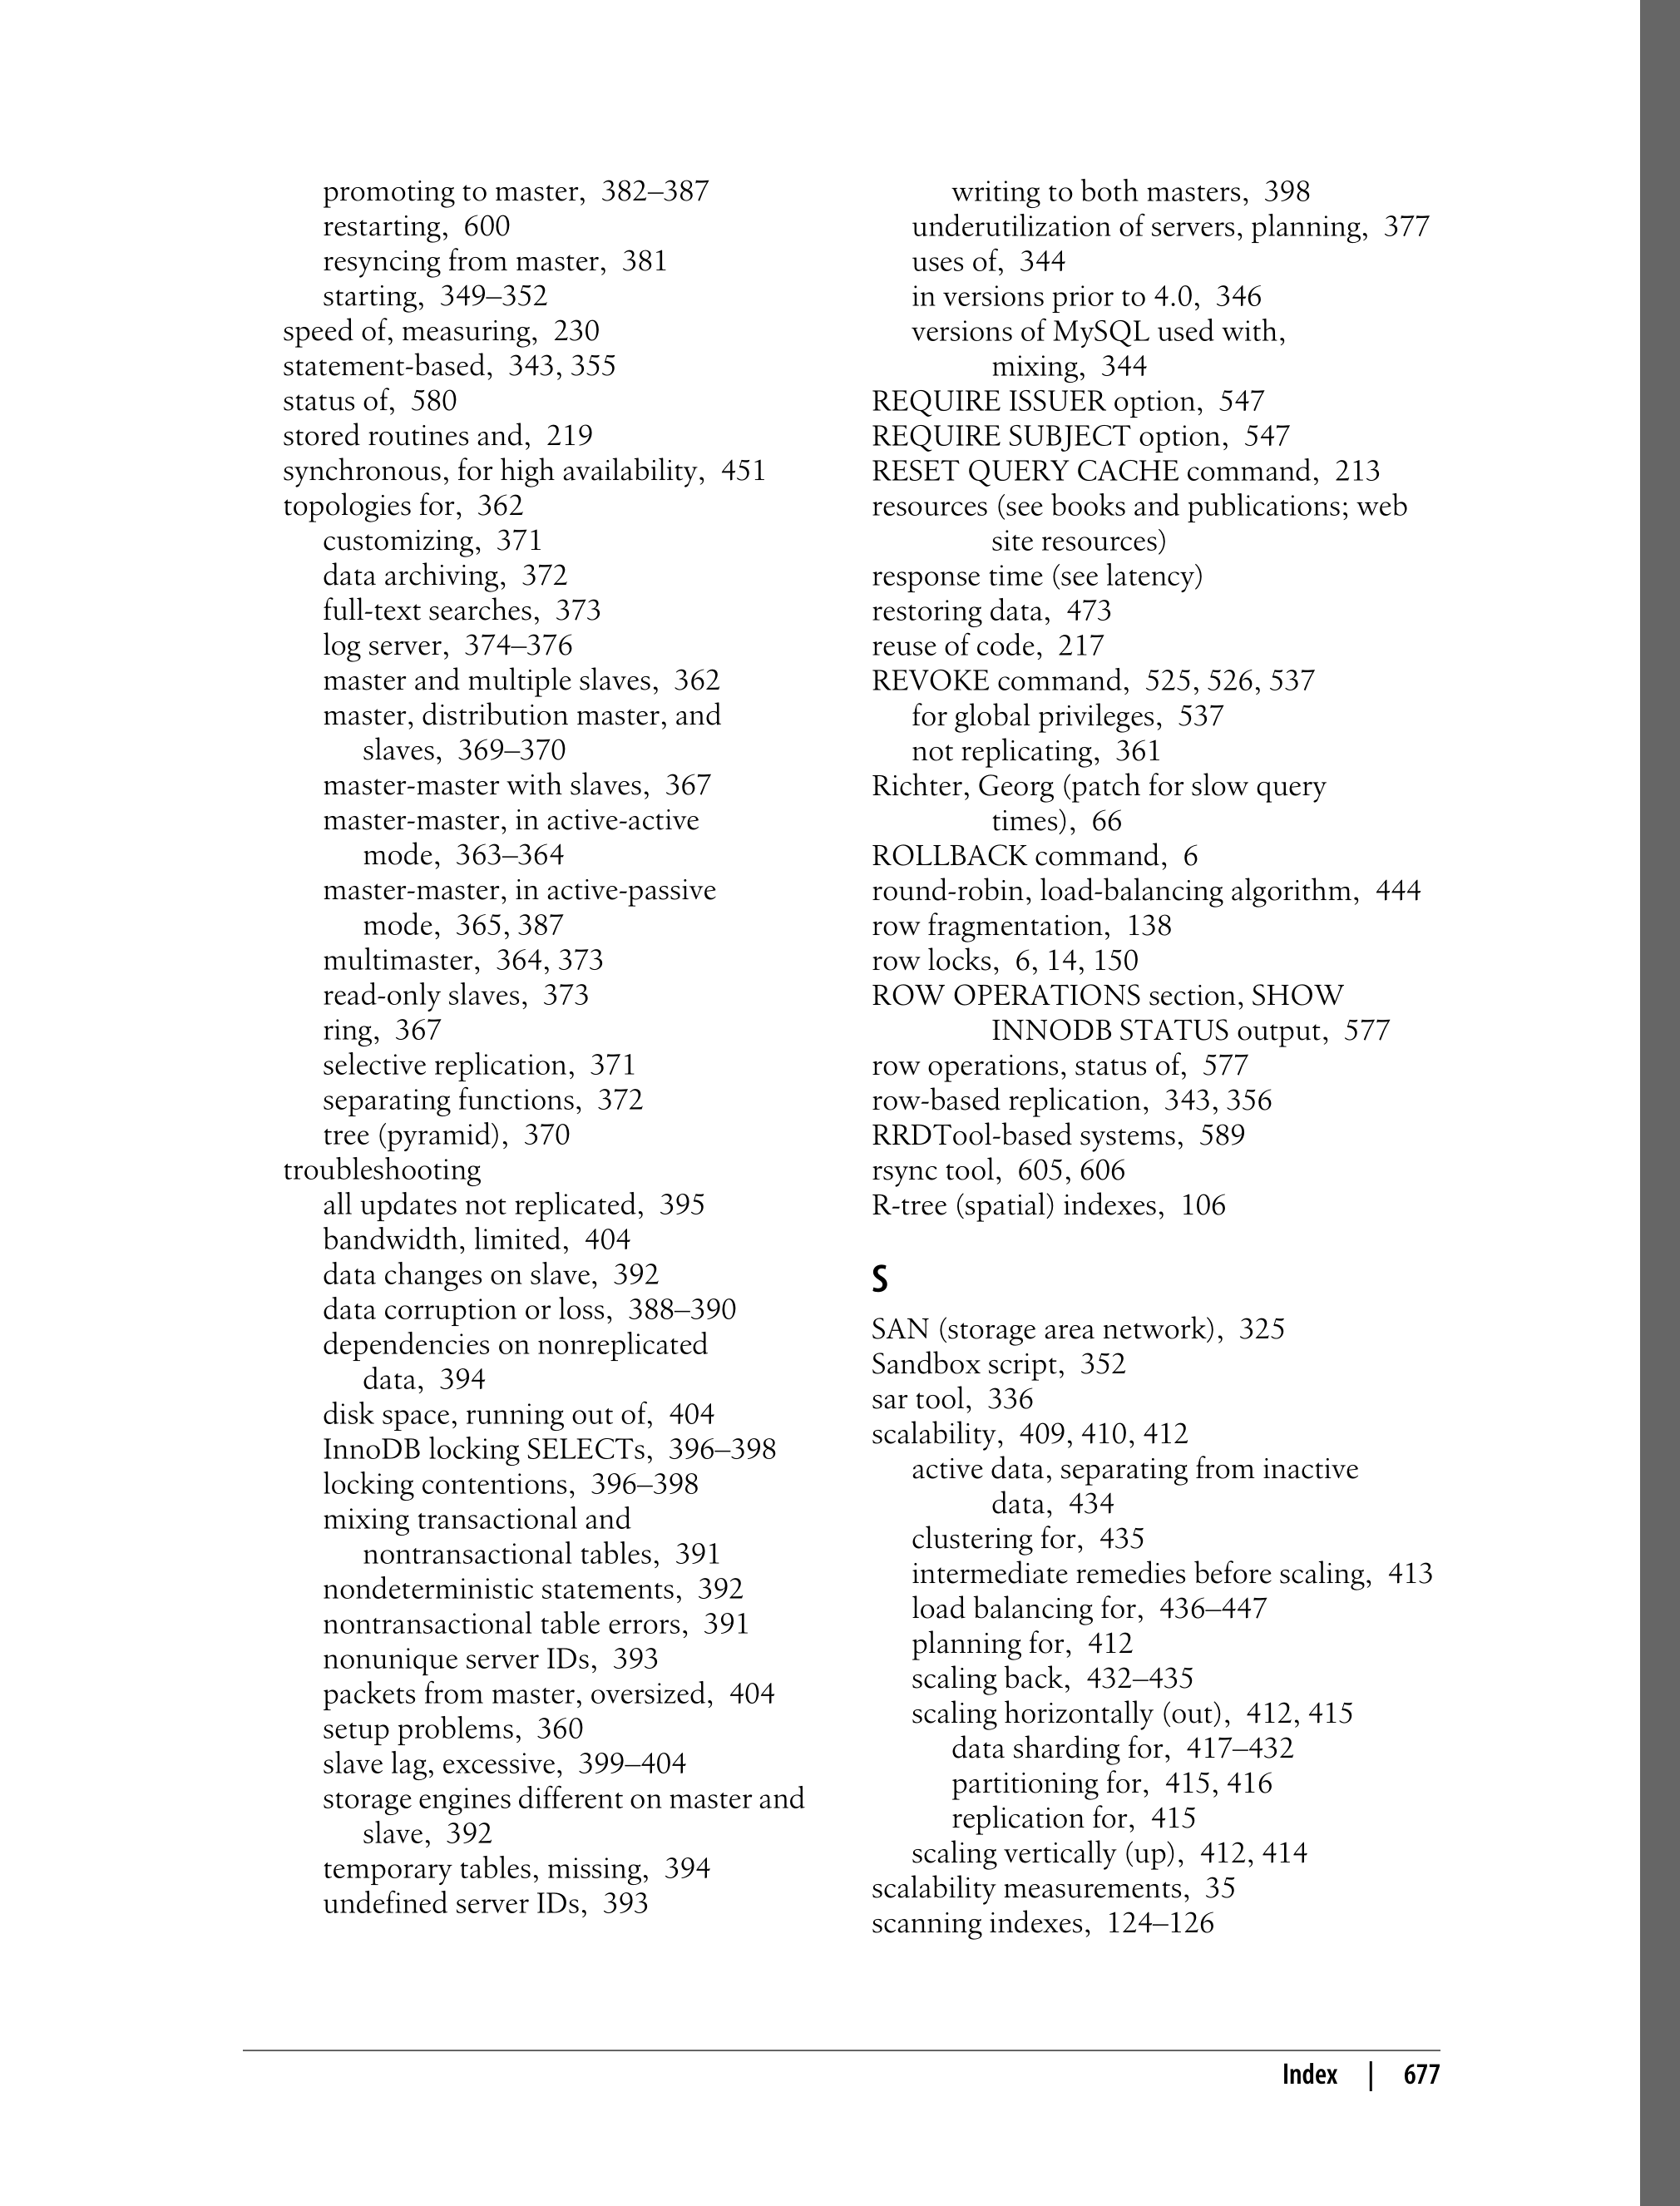 promoting to master, 382–387
restarting, 600
resyncing from master, 381
starting, 349–352
speed of, measuring, 230
statement-based, 343, 355
status of, 580
stored routines and, 219
synchronous, for high availability, 451
topologies for, 362
customizing, 371
data archiving, 372
full-text searches, 373
log server, 374–376
master and multiple slaves, 362
master, distribution master, and
slaves, 369–370
master-master with slaves, 367
master-master, in active-active
mode, 363–364
master-master, in active-passive
mode, 365, 387
multimaster, 364, 373
read-only slaves, 373
ring, 367
selective replication, 371
separating functions, 372
tree (pyramid), 370
troubleshooting
all updates not replicated, 395
bandwidth, limited, 404
data changes on slave, 392
data corruption or loss, 388–390
dependencies on nonreplicated
data, 394
disk space, running out of, 404
InnoDB locking SELECTs, 396–398
locking contentions, 396–398
mixing transactional and
nontransactional tables, 391
nondeterministic statements, 392
nontransactional table errors, 391
nonunique server IDs, 393
packets from master, oversized, 404
setup problems, 360
slave lag, excessive, 399–404
storage engines different on master and
slave, 392
temporary tables, missing, 394
undefined server IDs, 393
writing to both masters, 398
underutilization of servers, planning, 377
uses of, 344
in versions prior to 4.0, 346
versions of MySQL used with,
mixing, 344
REQUIRE ISSUER option, 547
REQUIRE SUBJECT option, 547
RESET QUERY CACHE command, 213
resources (see books and publications; web
site resources)
response time (see latency)
restoring data, 473
reuse of code, 217
REVOKE command, 525, 526, 537
for global privileges, 537
not replicating, 361
Richter, Georg (patch for slow query
times), 66
ROLLBACK command, 6
round-robin, load-balancing algorithm, 444
row fragmentation, 138
row locks, 6, 14, 150
ROW OPERATIONS section, SHOW
INNODB STATUS output, 577
row operations, status of, 577
row-based replication, 343, 356
RRDTool-based systems, 589
rsync tool, 605, 606
R-tree (spatial) indexes, 106
S
SAN (storage area network), 325
Sandbox script, 352
sar tool, 336
scalability, 409, 410, 412
active data, separating from inactive
data, 434
clustering for, 435
intermediate remedies before scaling, 413
load balancing for, 436–447
planning for, 412
scaling back, 432–435
scaling horizontally (out), 412, 415
data sharding for, 417–432
partitioning for, 415, 416
replication for, 415
scaling vertically (up), 412, 414
scalability measurements, 35
scanning indexes, 124–126
Index | 677